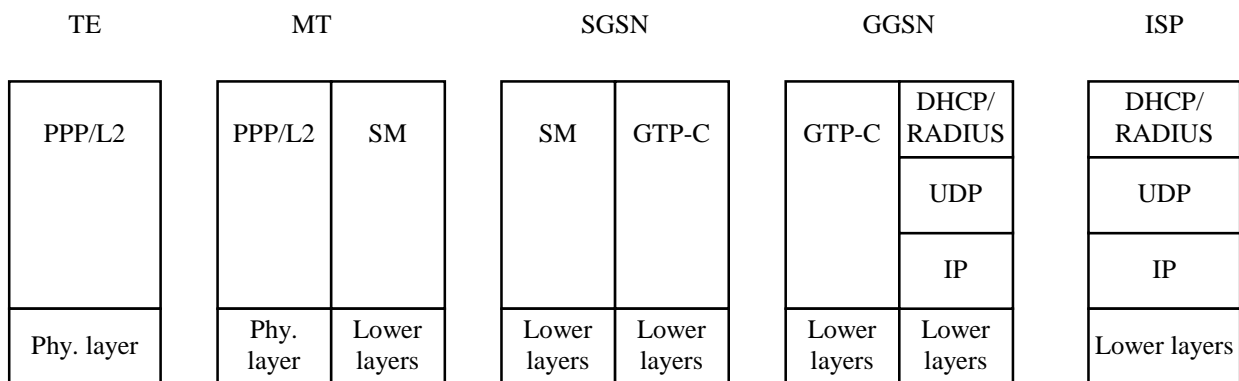 TE MT SGSN GGSN ISP
PPP/L2 PPP/L2 SM SM GTP-C GTP-C DHCP/ RADIUS DHCP/ RADIUS
UDP UDP
IP IP
Phy. layer Phy. layer Lower layers Lower layers Lower layers Lower layers Lower layers Lower layers